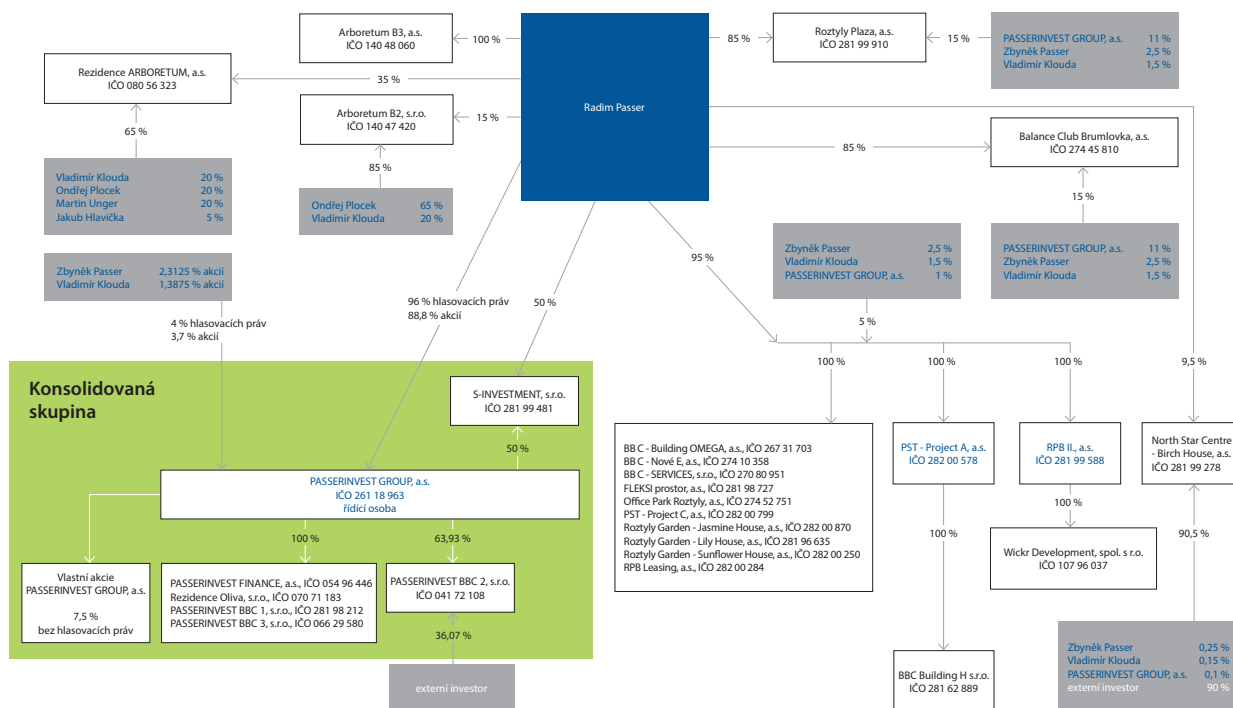 Arboretum B3, a.s.
IČO 140 48 060
100 %
Rezidence ARBORETUM, a.s.
IČO 080 56 323
35 %
Arboretum B2, s.r.o.
IČO 140 47 420
15 %
65 %
85 %
Vladimír Klouda 20 %
Ondřej Plocek 20 %
Martin Unger 20 %
Jakub Hlavička 5 %
Ondřej Plocek 65 %
Vladimír Klouda 20 %
Radim Passer
85 %
Roztyly Plaza, a.s.
IČO 281 99 910
15 %
PASSERINVEST GROUP, a.s. 11 %
Zbyněk Passer 2,5 %
Vladimír Klouda 1,5 %
85 %
Balance Club Brumlovka, a.s.
IČO 274 45 810
15 %
PASSERINVEST GROUP, a.s. 11 %
Zbyněk Passer 2,5 %
Vladimír Klouda 1,5 %
Zbyněk Passer 2,5 %
Vladimír Klouda 1,5 %
PASSERINVEST GROUP, a.s. 1 %
95 %
5 %
Zbyněk Passer 2,3125 % akcií
Vladimír Klouda 1,3875 % akcií
4 % hlasovacích práv
3,7 % akcií
96 % hlasovacích práv
88,8 % akcií
50 %
100 %
100 %
100 %
9,5 %
Konsolidovaná
skupina
S-INVESTMENT, s.r.o.
IČO 281 99 481
50 %
PASSERINVEST GROUP, a.s.
IČO 261 18 963
řídící osoba
100 %
63,93 %
Vlastní akcie
PASSERINVEST GROUP, a.s.
7,5 %
bez hlasovacích práv
PASSERINVEST FINANCE, a.s., IČO 054 96 446
Rezidence Oliva, s.r.o., IČO 070 71 183
PASSERINVEST BBC 1, s.r.o., IČO 281 98 212
PASSERINVEST BBC 3, s.r.o., IČO 066 29 580
PASSERINVEST BBC 2, s.r.o.
IČO 041 72 108
36,07 %
externí investor
BB C - Building OMEGA, a.s., IČO 267 31 703
BB C - Nové E, a.s., IČO 274 10 358
BB C - SERVICES, s.r.o., IČO 270 80 951
FLEKSI prostor, a.s., IČO 281 98 727
Office Park Roztyly, a.s., IČO 274 52 751
PST - Project C, a.s., IČO 282 00 799
Roztyly Garden - Jasmine House, a.s., IČO 282 00 870
Roztyly Garden - Lily House, a.s., IČO 281 96 635
Roztyly Garden - Sunflower House, a.s., IČO 282 00 250
RPB Leasing, a.s., IČO 282 00 284
PST - Project A, a.s.
IČO 282 00 578
100 %
BBC Building H s.r.o.
IČO 281 62 889
RPB II., a.s.
IČO 281 99 588
100 %
Wickr Development, spol. s r.o.
IČO 107 96 037
North Star Centre
- Birch House, a.s.
IČO 281 99 278
90,5 %
Zbyněk Passer 0,25 %
Vladimír Klouda 0,15 %
PASSERINVEST GROUP, a.s. 0,1 %
externí investor 90 %